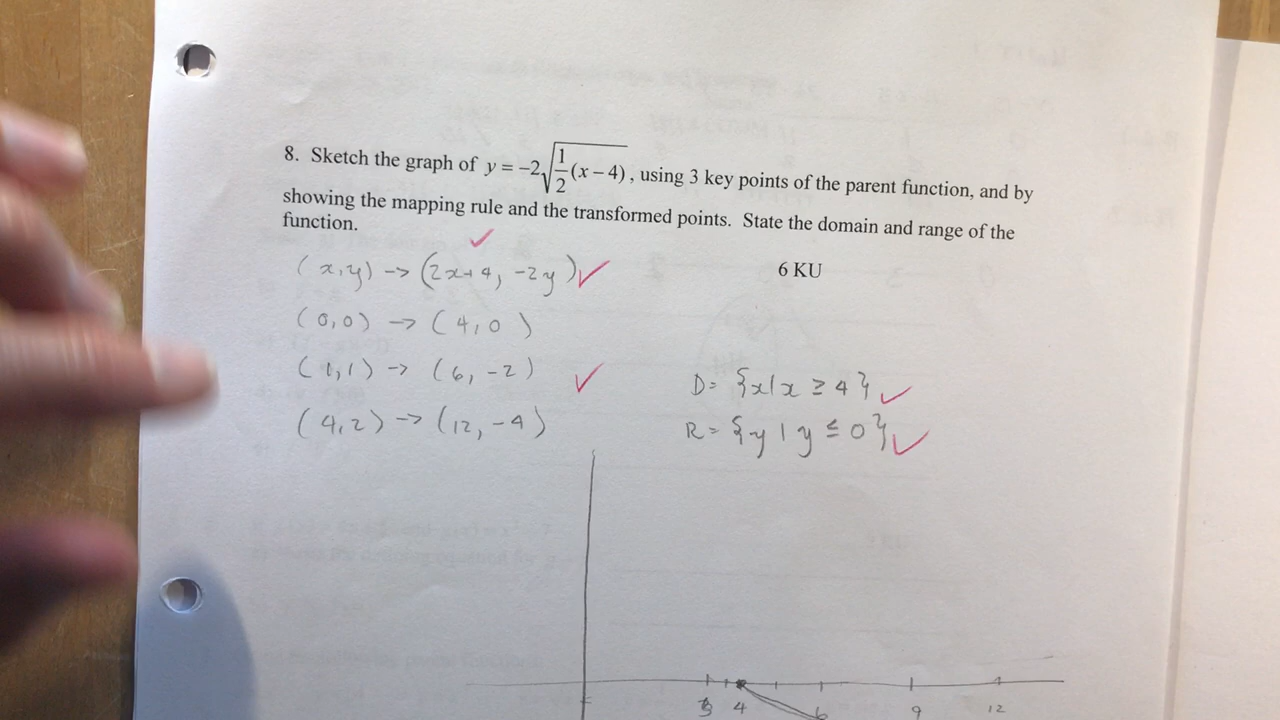 8. Sketch the graph of y = −2√(1/2(x − 4)), using 3 key points of the parent function, and by
showing the mapping rule and the transformed points. State the domain and range of the
function.
(x,y) -> (2x+4, -2y)
6 KU
(0,0) -> (4,0)
(1,1) -> (6, -2)
(4,2) -> (12, -4)
D= {x|x ≥ 4}
R= {y | y ≤ 0}
3 4 6 9 12